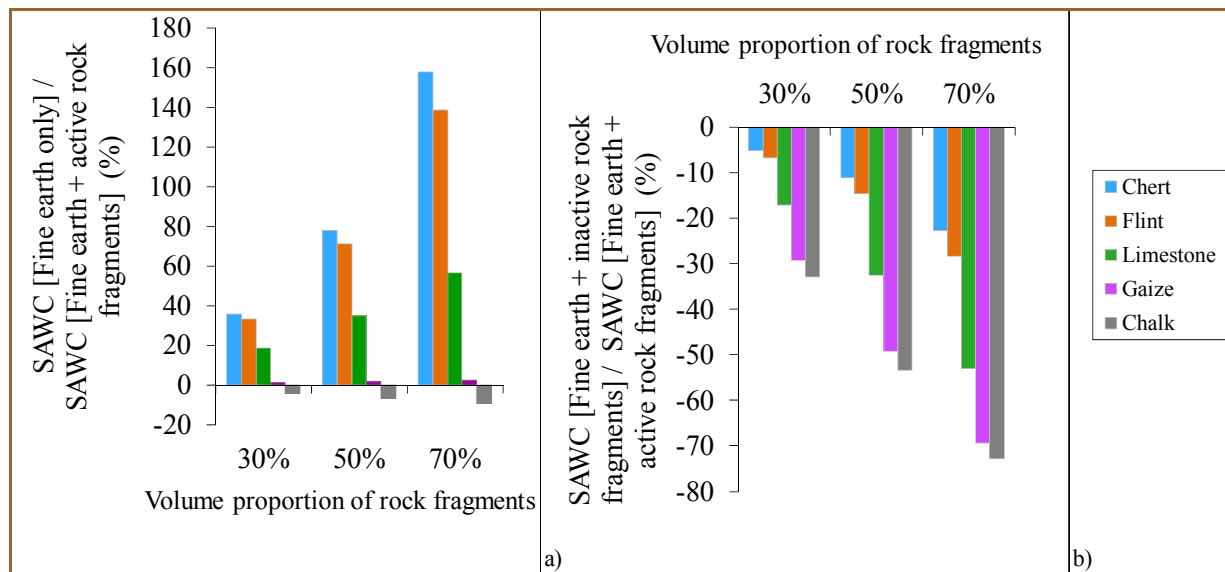 180
160
140
120
100
80
60
40
20
0
-20
SAWC [Fine earth only] /
SAWC [Fine earth + active rock
fragments] (%)
30% 50% 70%
Volume proportion of rock fragments
a)
Volume proportion of rock fragments
30% 50% 70%
0
-10
-20
-30
-40
-50
-60
-70
-80
SAWC [Fine earth + inactive rock
fragments] / SAWC [Fine earth +
active rock fragments] (%)
b)
Chert
Flint
Limestone
Gaize
Chalk